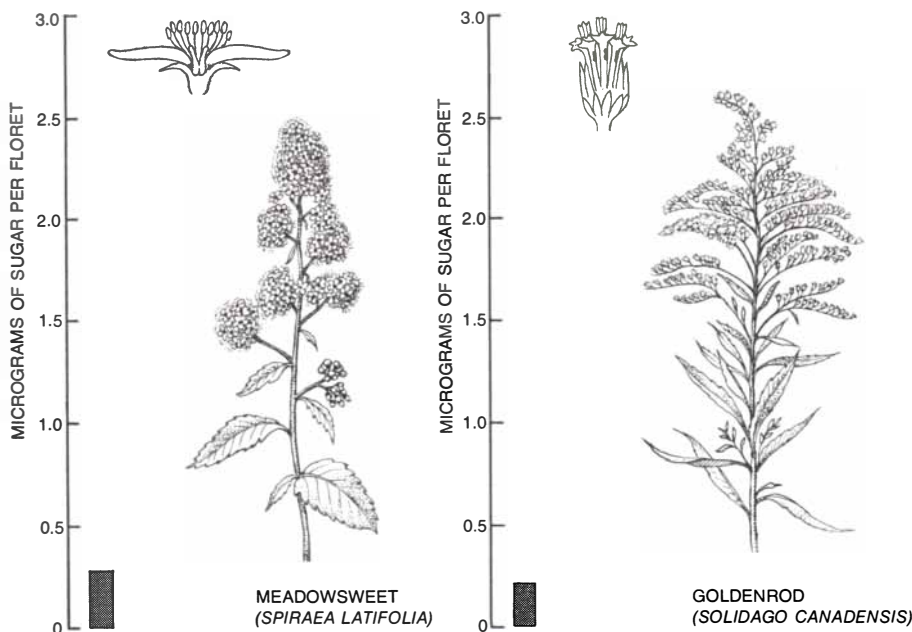 MICROGRAMS OF SUGAR PER FLORET
3.0
2.5
2.0
1.5
1.0
0.5
0
MEADOWSWEET
(SPIRAEA LATIFOLIA)
MICROGRAMS OF SUGAR PER FLORET
3.0
2.5
2.0
1.5
1.0
0.5
0
GOLDENROD
(SOLIDAGO CANADENSIS)